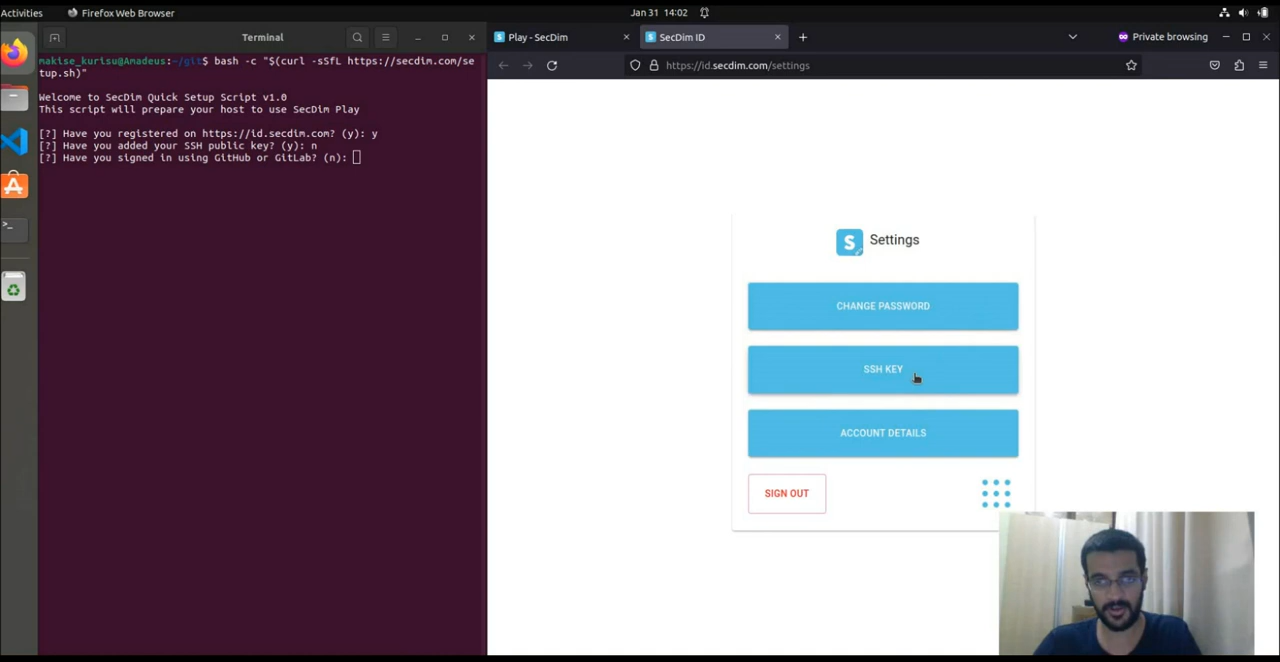 Activities
Firefox Web Browser
Jan 31 14:02
Terminal
Play - SecDim
SecDim ID
Private browsing
https://id.secdim.com/settings
makise_kurisu@Amadeus:~/git$ bash -c "$(curl -sSfL https://secdim.com/se
tup.sh)"
Welcome to SecDim Quick Setup Script v1.0
This script will prepare your host to use SecDim Play
[?] Have you registered on https://id.secdim.com? (y): y
[?] Have you added your SSH public key? (y): n
[?] Have you signed in using GitHub or GitLab? (n):
S
Settings
CHANGE PASSWORD
SSH KEY
ACCOUNT DETAILS
SIGN OUT